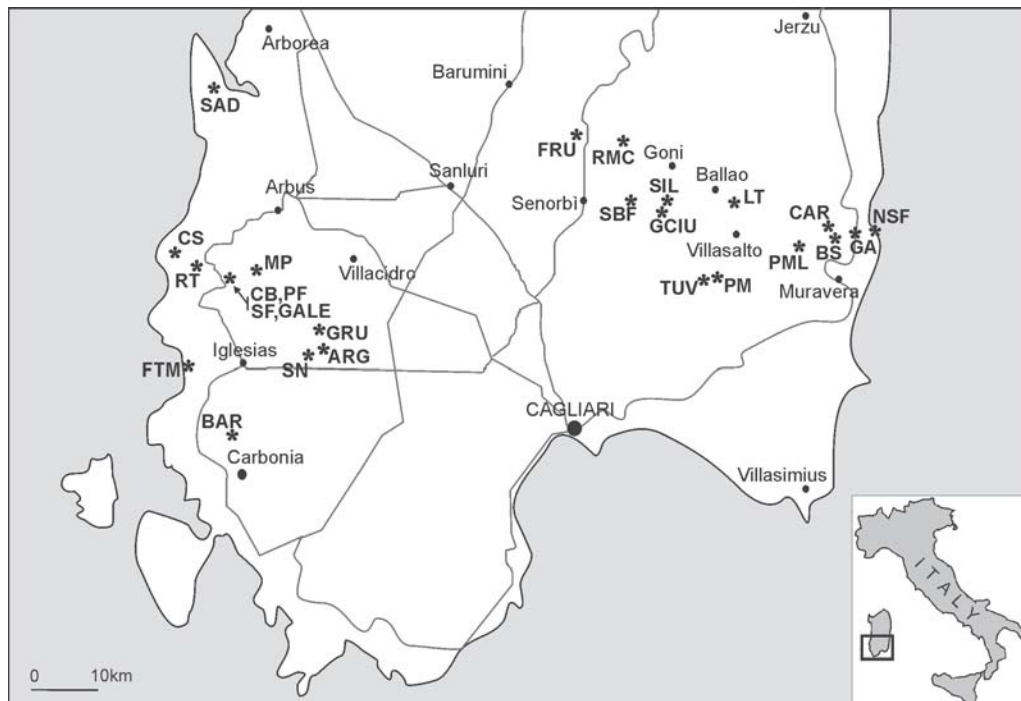 Jerzu
Arborea
Barumini
SAD
FRU
RMC
Goni
Sanluri
Ballao
Arbus
SIL
LT
Senorbì
SBF
GCIU
CAR
NSF
CS
Villasalto
BS
GA
RT
MP
Villacidro
PML
TUV
PM
Muravera
CB,PF
SF,GALE
GRU
ARG
Iglesias
SN
FTM
BAR
CAGLIARI
Carbonia
Villasimius
ITALY
0 10km